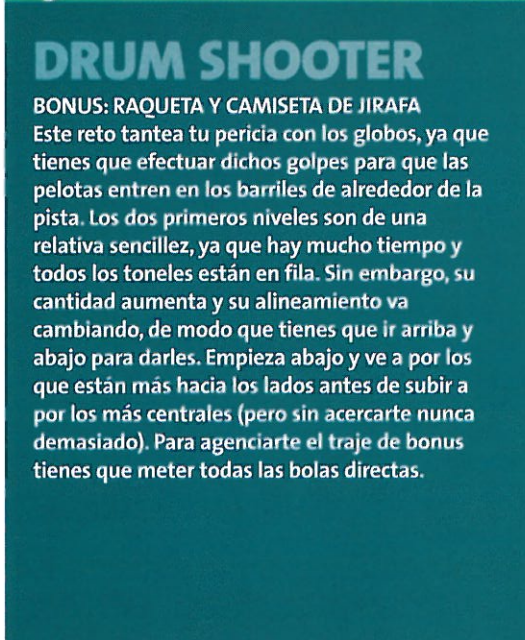 DRUM SHOOTER
BONUS: RAQUETA Y CAMISETA DE JIRAFA
Este reto tantea tu pericia con los globos, ya que
tienes que efectuar dichos golpes para que las
pelotas entren en los barriles de alrededor de la
pista. Los dos primeros niveles son de una
relativa sencillez, ya que hay mucho tiempo y
todos los toneles están en fila. Sin embargo, su
cantidad aumenta y su alineamiento va
cambiando, de modo que tienes que ir arriba y
abajo para darles. Empieza abajo y ve a por los
que están más hacia los lados antes de subir a
por los más centrales (pero sin acercarte nunca
demasiado). Para agenciarte el traje de bonus
tienes que meter todas las bolas directas.